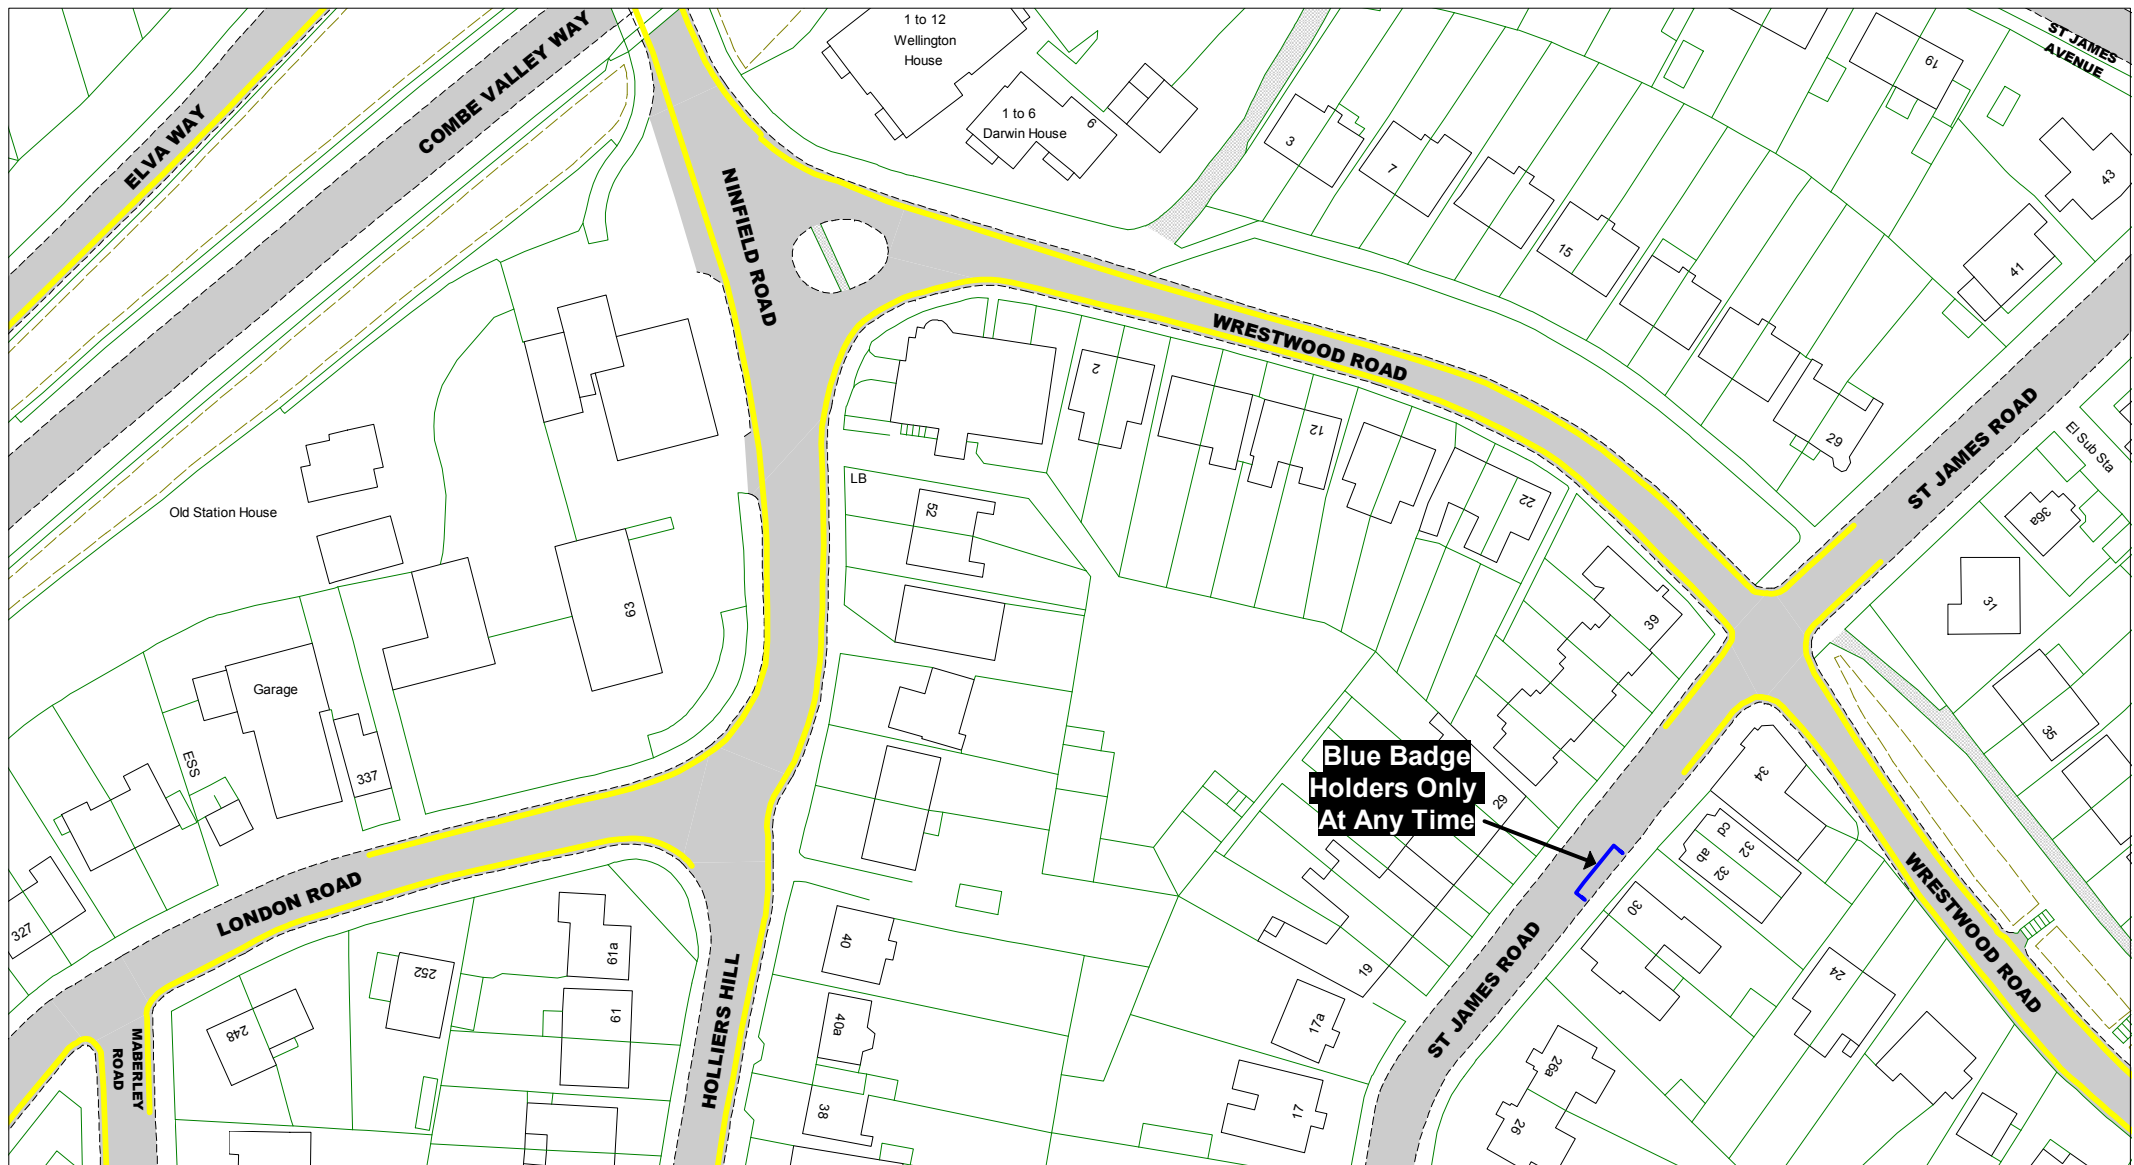 1 to 12
Wellington
House
1 to 6
Darwin House
6
ELVA WAY
COMBE VALLEY WAY
NINFIELD ROAD
3
7
15
29
19
ST JAMES
AVENUE
43
41
WRESTWOOD ROAD
ST JAMES ROAD
El Sub Sta
36a
31
35
2
12
22
39
LB
52
Old Station House
63
Garage
ESS
337
327
LONDON ROAD
MABERLEY
ROAD
248
252
61a
61
HOLLIERS HILL
40
40a
38
Blue Badge
Holders Only
At Any Time
29
19
17a
17
ST JAMES ROAD
34
32
cd
ab
32
30
24
26a
26
WRESTWOOD ROAD